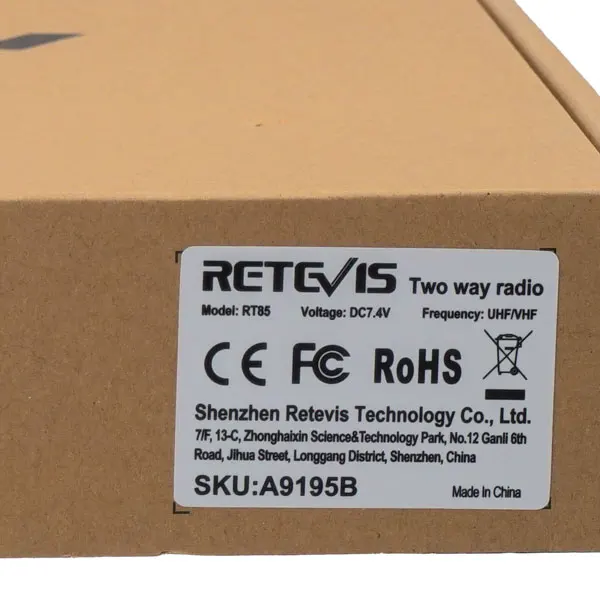 RETEVIS Two way radio
Model: RT85 Voltage: DC7.4V Frequency: UHF/VHF
CE FC RoHS
Shenzhen Retevis Technology Co., Ltd.
7/F, 13-C, Zhonghaixin Science&Technology Park, No.12 Ganli 6th
Road, Jihua Street, Longgang District, Shenzhen, China
SKU:A9195B Made In China